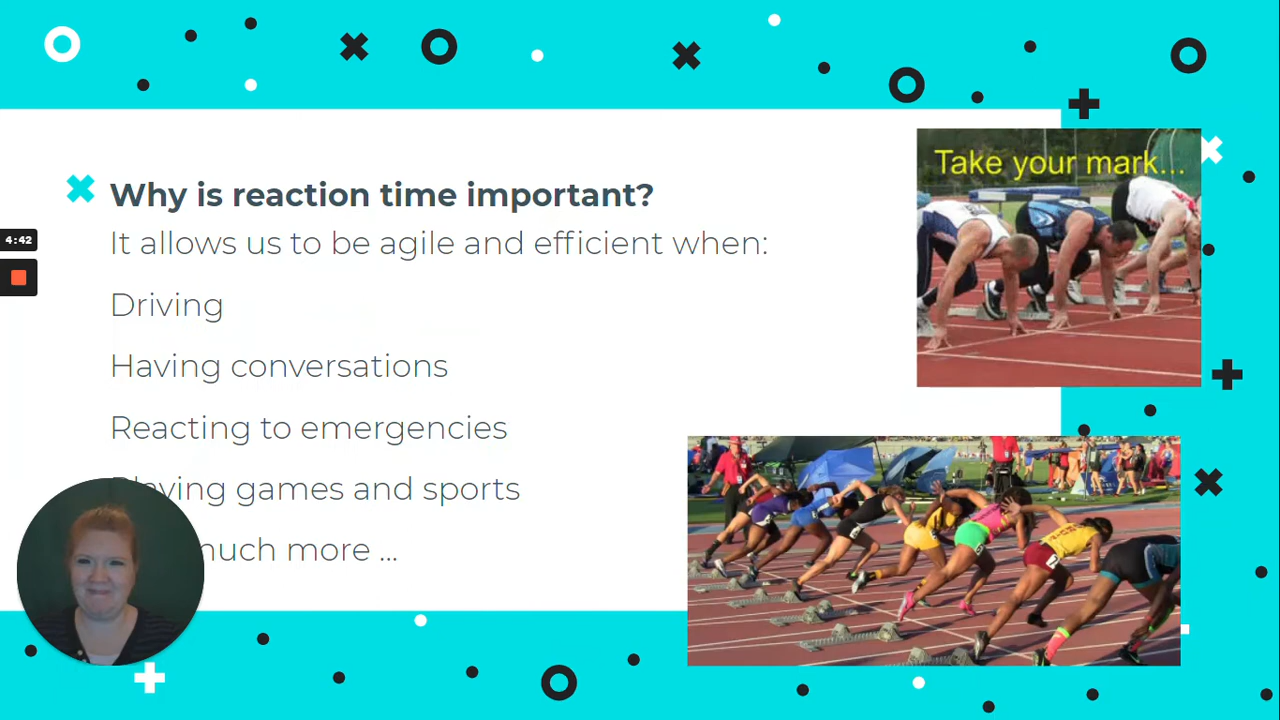 Why is reaction time important?
It allows us to be agile and efficient when:
Driving
Having conversations
Reacting to emergencies
and sports games
much more ...
4:42
Take your mark...